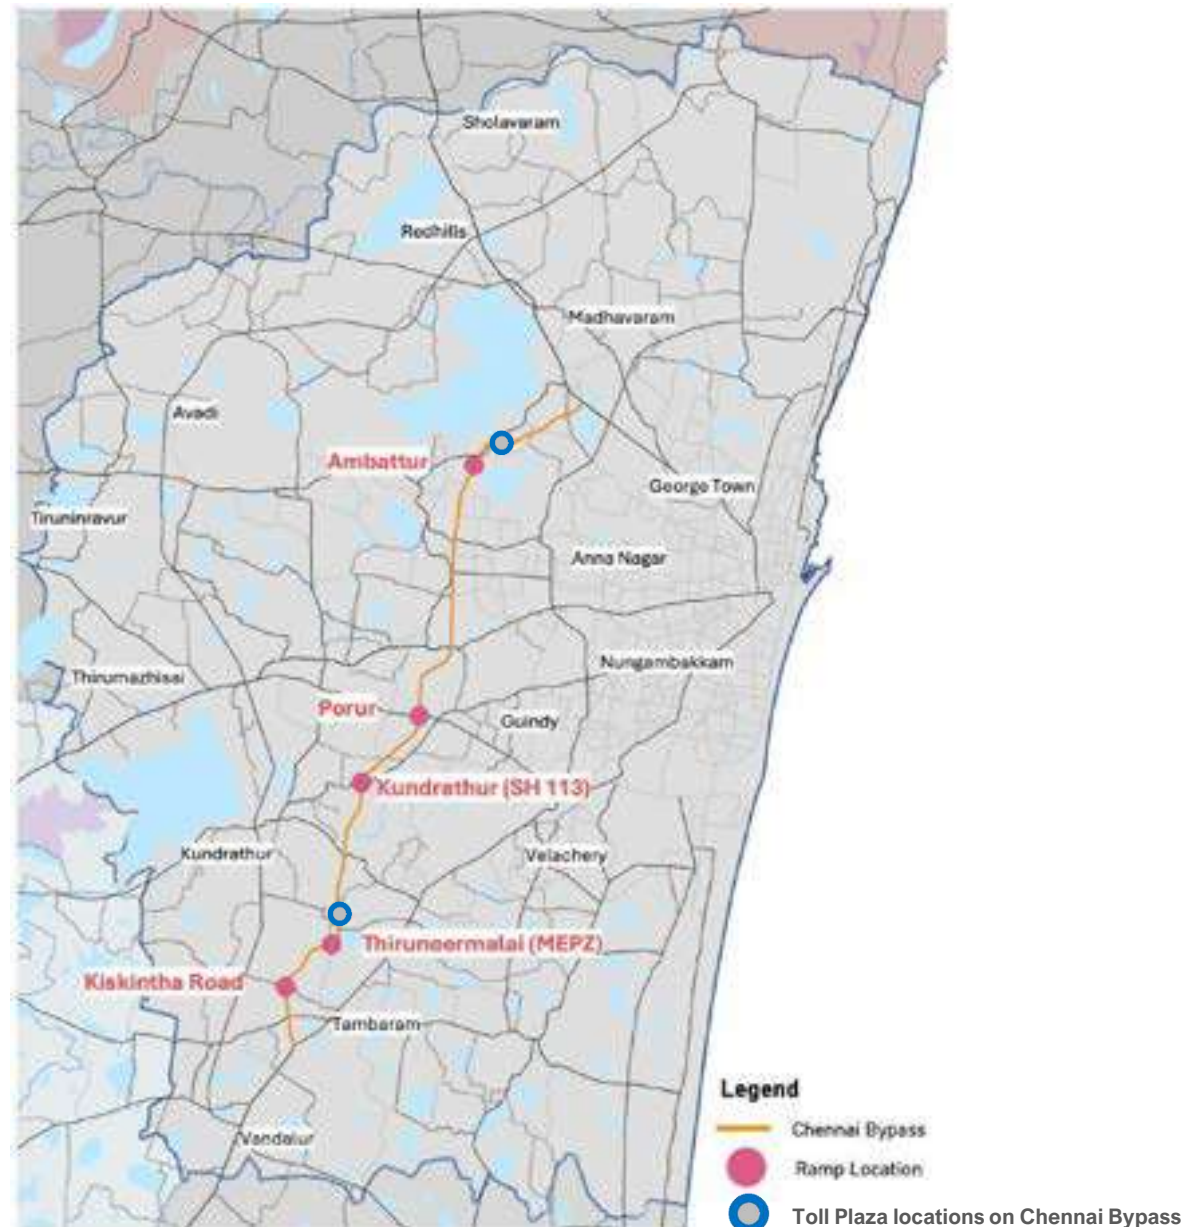 Sholavaram
Redhills
Madhavaram
Avadi
Ambattur
George Town
Tiruninravur
Anna Nagar
Nungambakkam
Thirumazhisai
Porur
Guindy
Kundrathur (SH 113)
Kundrathur
Velachery
Thiruneermalai (MEPZ)
Kiskintha Road
Tambaram
Legend
Chennai Bypass
Vandalur
Ramp Location
Toll Plaza locations on Chennai Bypass